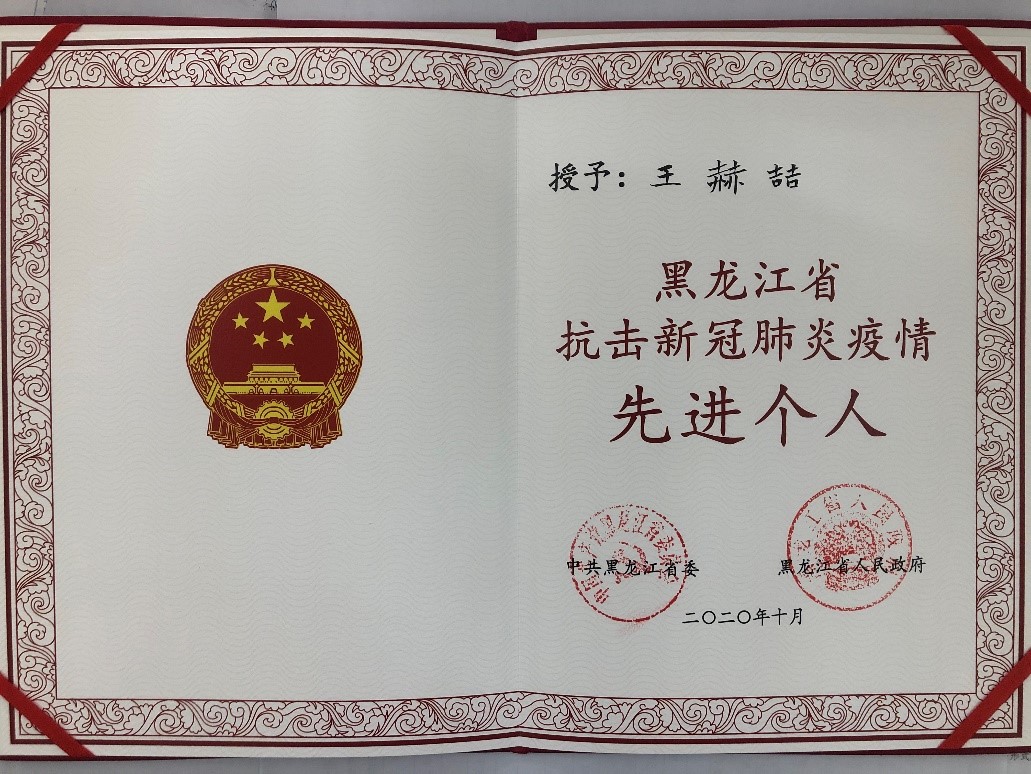 授予：王赫喆
黑龙江省
抗击新冠肺炎疫情
先进个人
中共黑龙江省委
黑龙江省人民政府
二〇二〇年十月